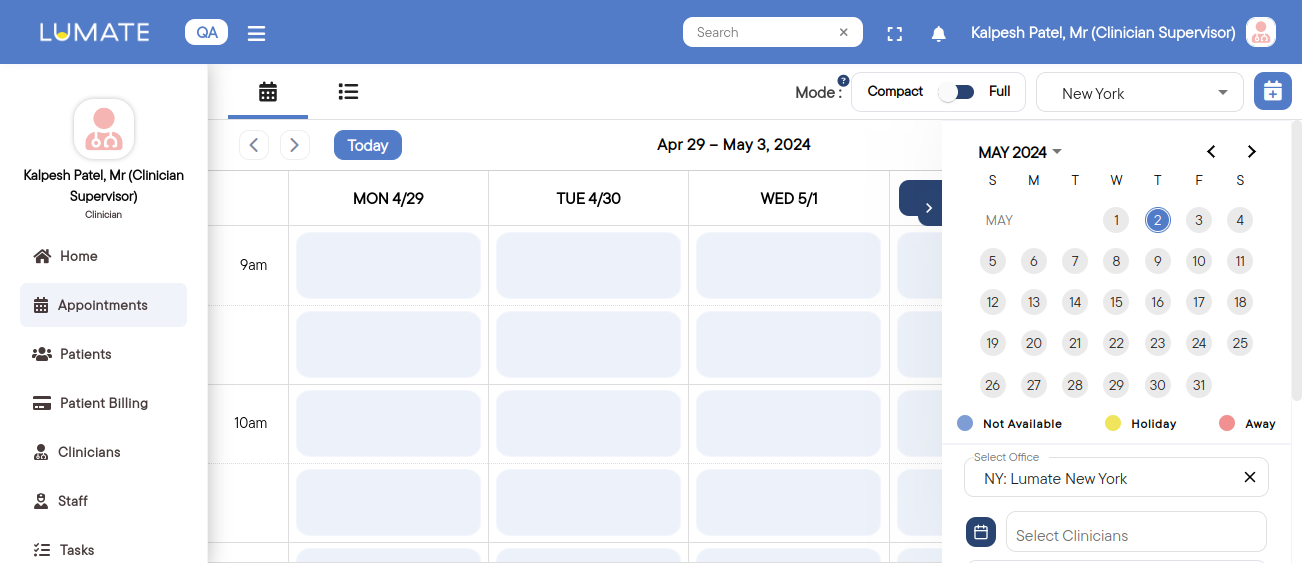 LUMATE
QA
Search
Kalpesh Patel, Mr (Clinician Supervisor)
Kalpesh Patel, Mr (Clinician
Supervisor)
Clinician
Home
Appointments
Patients
Patient Billing
Clinicians
Staff
Tasks
Mode :
?
Compact
Full
New York
Today
Apr 29 – May 3, 2024
MON 4/29
TUE 4/30
WED 5/1
9am
10am
MAY 2024
S M T W T F S
MAY 1 2 3 4
5 6 7 8 9 10 11
12 13 14 15 16 17 18
19 20 21 22 23 24 25
26 27 28 29 30 31
Not Available
Holiday
Away
Select Office
NY: Lumate New York
Select Clinicians